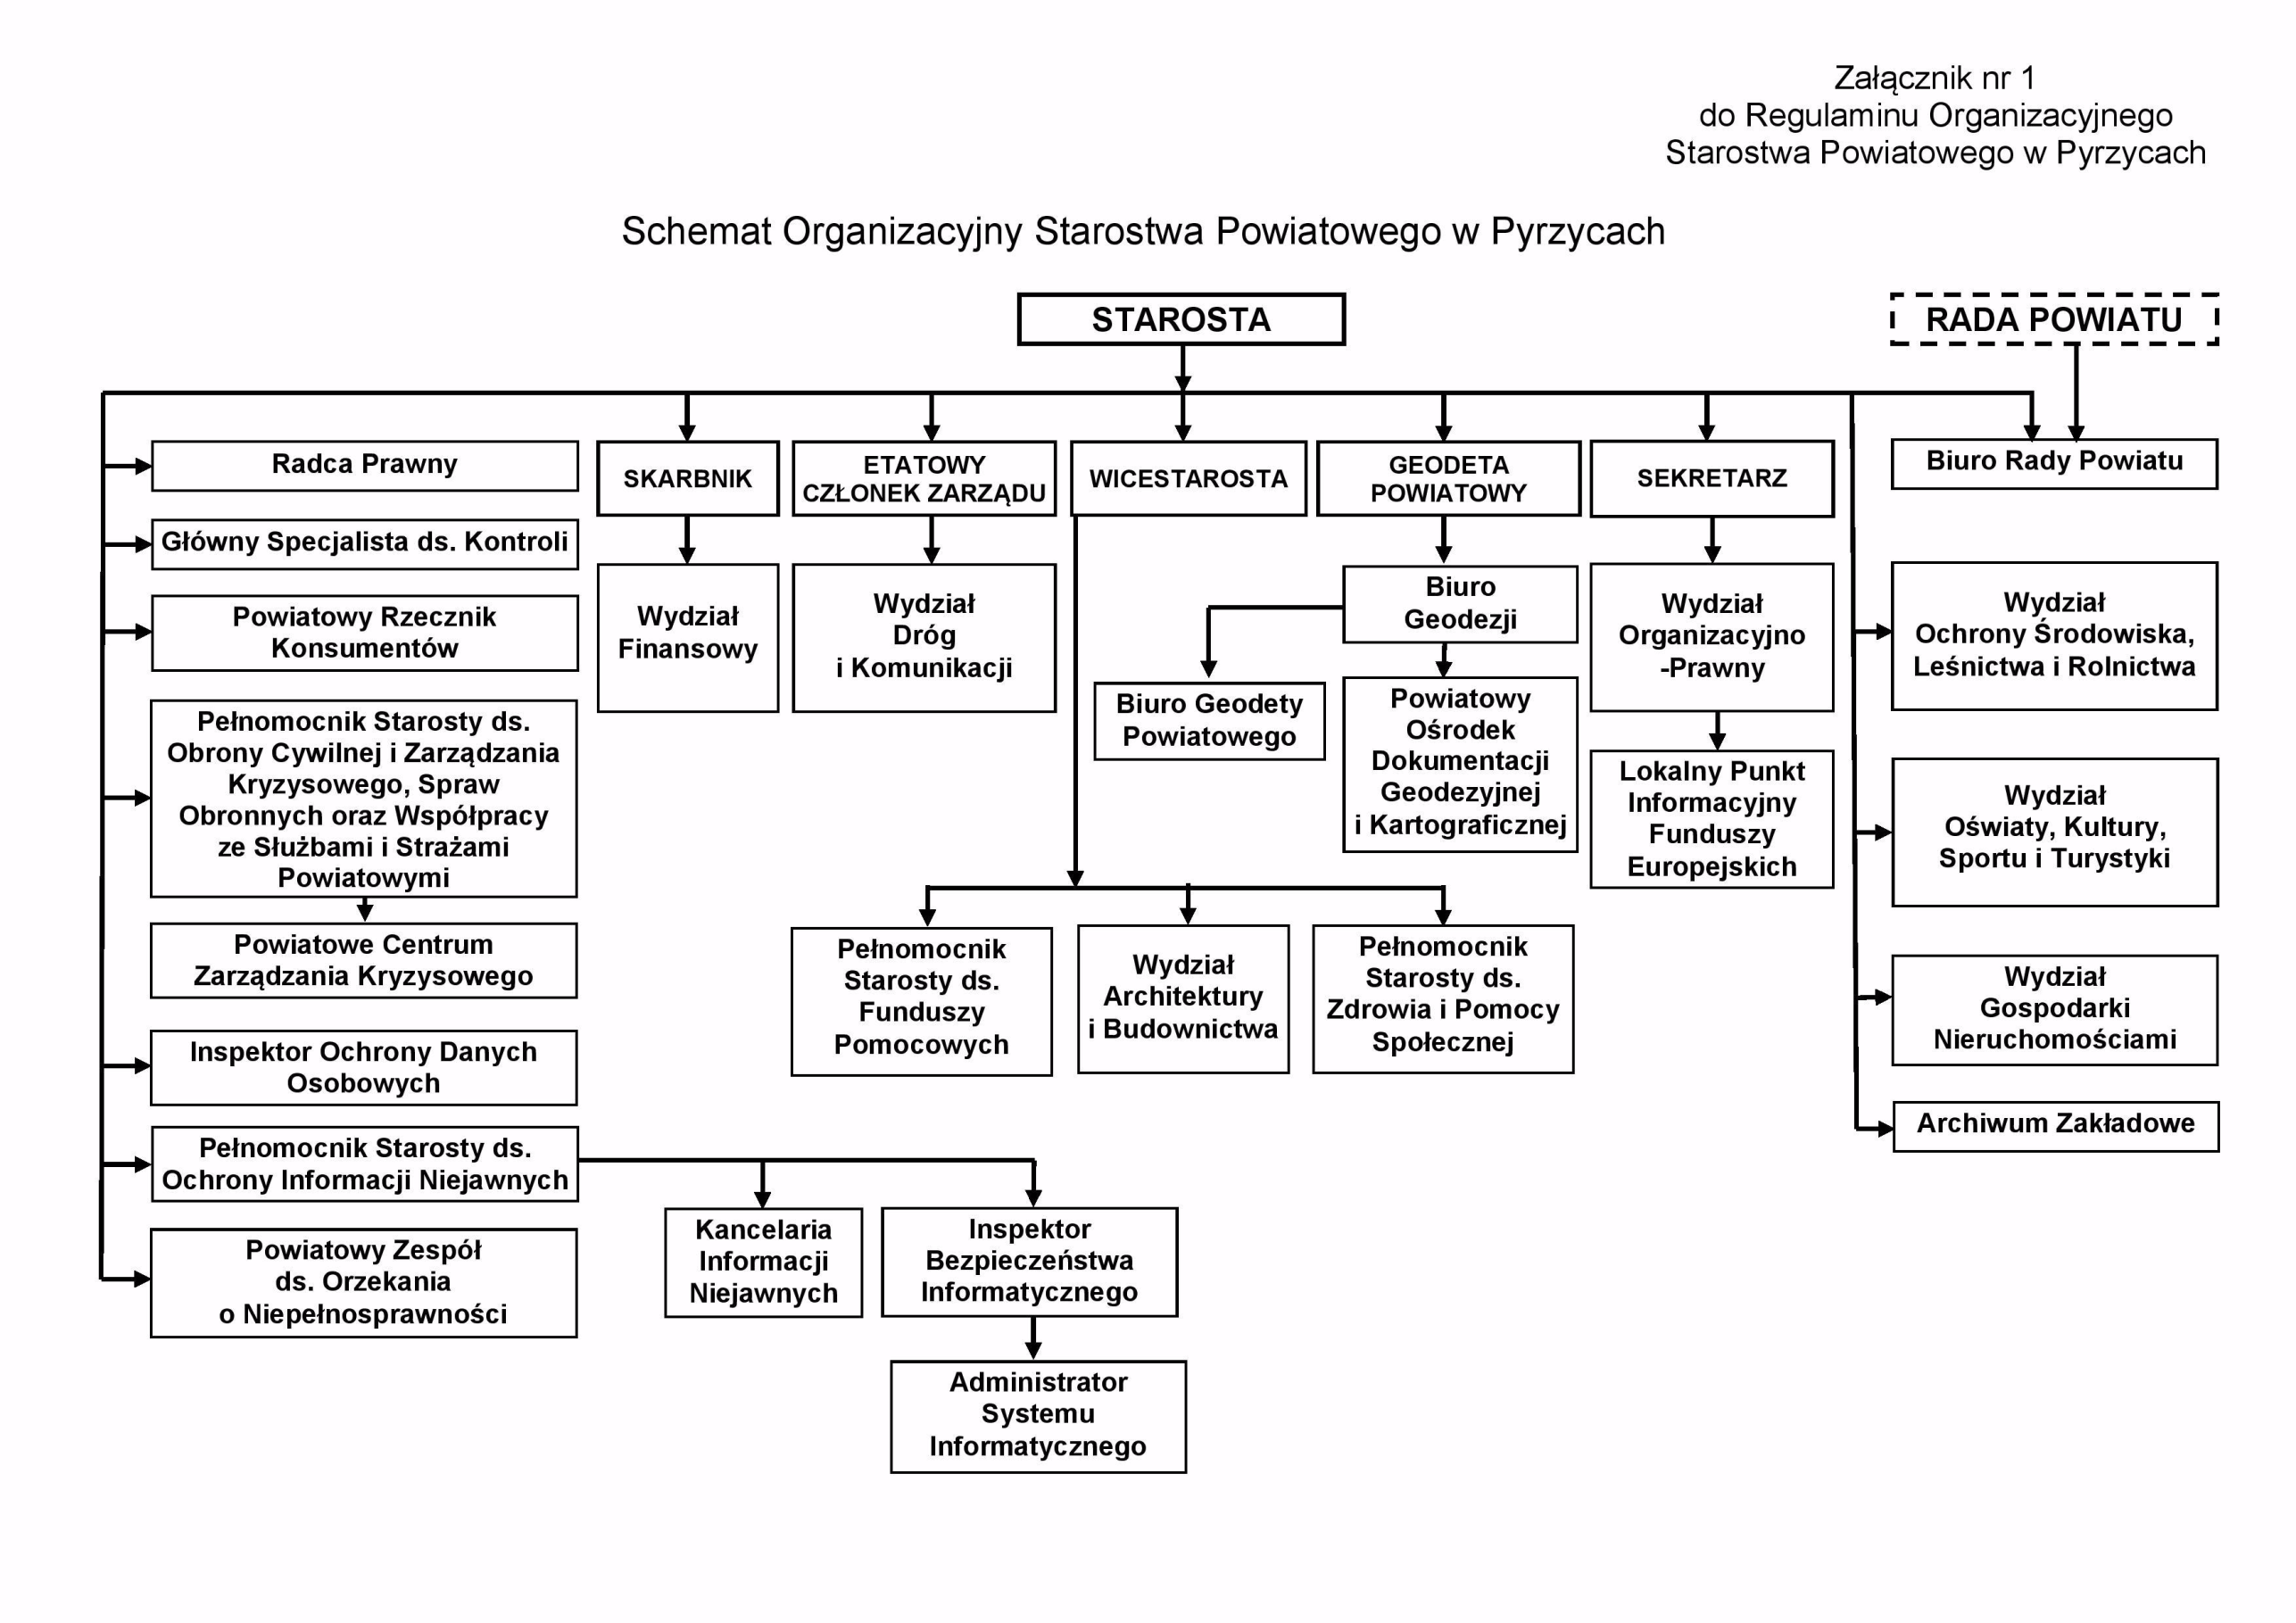 Załącznik nr 1
do Regulaminu Organizacyjnego
Starostwa Powiatowego w Pyrzycach
Schemat Organizacyjny Starostwa Powiatowego w Pyrzycach
STAROSTA
RADA POWIATU
Radca Prawny
Główny Specjalista ds. Kontroli
Powiatowy Rzecznik
Konsumentów
Pełnomocnik Starosty ds.
Obrony Cywilnej i Zarządzania
Kryzysowego, Spraw
Obronnych oraz Współpracy
ze Służbami i Strażami
Powiatowymi
Powiatowe Centrum
Zarządzania Kryzysowego
Inspektor Ochrony Danych
Osobowych
Pełnomocnik Starosty ds.
Ochrony Informacji Niejawnych
Powiatowy Zespół
ds. Orzekania
o Niepełnosprawności
Kancelaria
Informacji
Niejawnych
Inspektor
Bezpieczeństwa
Informatycznego
Administrator
Systemu
Informatycznego
SKARBNIK
Wydział
Finansowy
ETATOWY
CZŁONEK ZARZĄDU
Wydział
Dróg
i Komunikacji
WICESTAROSTA
Pełnomocnik
Starosty ds.
Funduszy
Pomocowych
Wydział
Architektury
i Budownictwa
Pełnomocnik
Starosty ds.
Zdrowia i Pomocy
Społecznej
GEODETA
POWIATOWY
Biuro
Geodezji
Biuro Geodety
Powiatowego
Powiatowy
Ośrodek
Dokumentacji
Geodezyjnej
i Kartograficznej
SEKRETARZ
Wydział
Organizacyjno
-Prawny
Lokalny Punkt
Informacyjny
Funduszy
Europejskich
Biuro Rady Powiatu
Wydział
Ochrony Środowiska,
Leśnictwa i Rolnictwa
Wydział
Oświaty, Kultury,
Sportu i Turystyki
Wydział
Gospodarki
Nieruchomościami
Archiwum Zakładowe